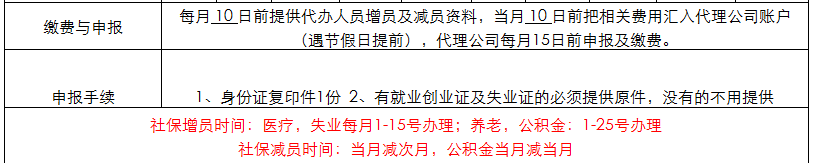 缴费与申报
每月 10 日前提供代办人员增员及减员资料，当月 10 日前把相关费用汇入代理公司账户
（遇节假日提前），代理公司每月15日前申报及缴费。
申报手续
1、身份证复印件1份 2、有就业创业证及失业证的必须提供原件，没有的不用提供
社保增员时间：医疗，失业每月1-15号办理；养老，公积金：1-25号办理
社保减员时间：当月减次月，公积金当月减当月